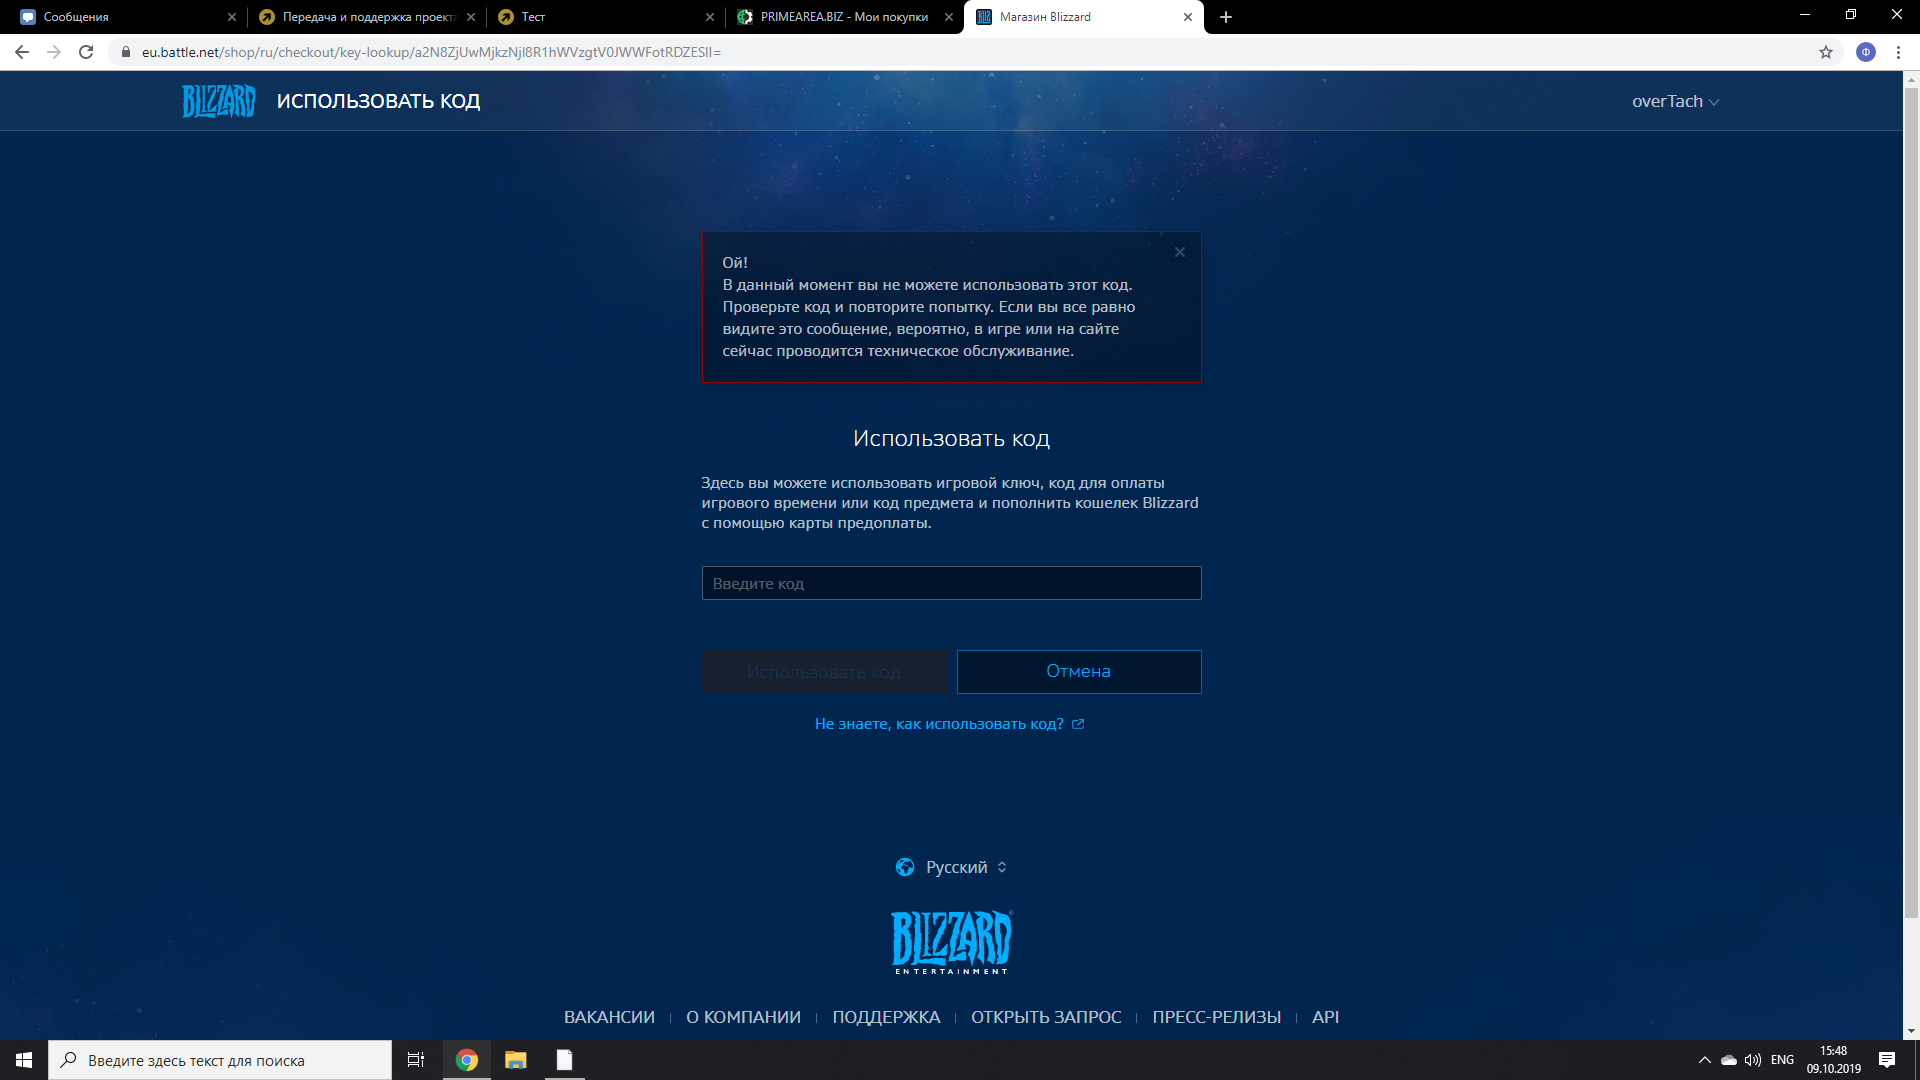 Сообщения
Передача и поддержка проекта
Тест
PRIMEAREA.BIZ - Мои покупки
Магазин Blizzard
eu.battle.net/shop/ru/checkout/key-lookup/a2N8ZjUwMjkzNjI8R1hWVzgtV0JWWFotRDZESlI=
BLIZZARD
ИСПОЛЬЗОВАТЬ КОД
overTach
Ой!
В данный момент вы не можете использовать этот код.
Проверьте код и повторите попытку. Если вы все равно
видите это сообщение, вероятно, в игре или на сайте
сейчас проводится техническое обслуживание.
Использовать код
Здесь вы можете использовать игровой ключ, код для оплаты
игрового времени или код предмета и пополнить кошелек Blizzard
с помощью карты предоплаты.
Введите код
Использовать код
Отмена
Не знаете, как использовать код?
Русский
BLIZZARD
ENTERTAINMENT
ВАКАНСИИ
О КОМПАНИИ
ПОДДЕРЖКА
ОТКРЫТЬ ЗАПРОС
ПРЕСС-РЕЛИЗЫ
API
Введите здесь текст для поиска
ENG
15:48
09.10.2019